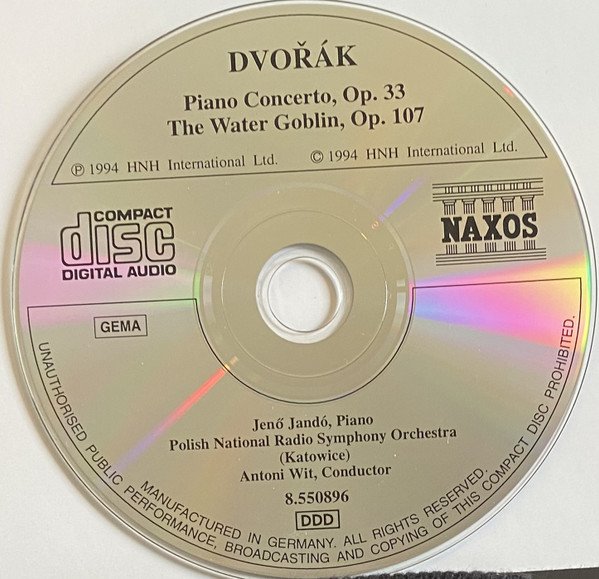 DVOŘÁK
Piano Concerto, Op. 33
The Water Goblin, Op. 107
℗ 1994 HNH International Ltd. © 1994 HNH International Ltd.
COMPACT
disc
DIGITAL AUDIO
NAXOS
GEMA
Jenő Jandó, Piano
Polish National Radio Symphony Orchestra
(Katowice)
Antoni Wit, Conductor
8.550896
DDD
MANUFACTURED IN GERMANY. ALL RIGHTS RESERVED.
UNAUTHORISED PUBLIC PERFORMANCE, BROADCASTING AND COPYING OF THIS COMPACT DISC PROHIBITED.